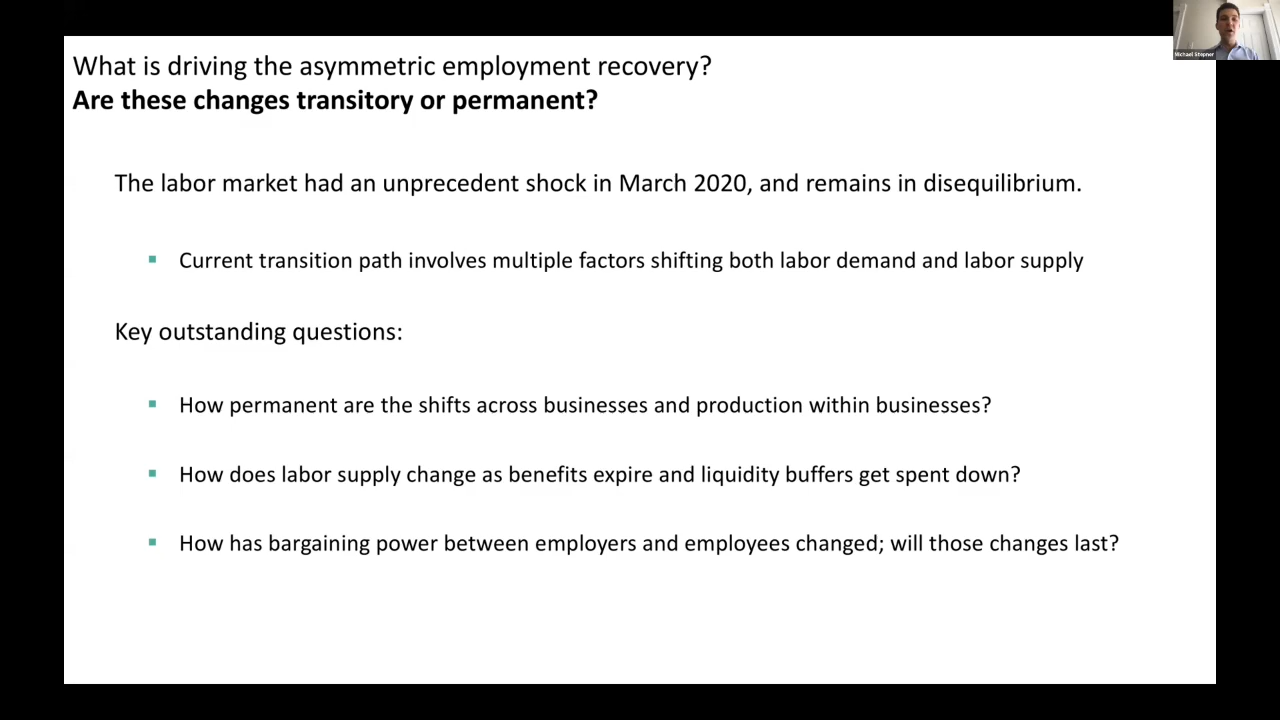 What is driving the asymmetric employment recovery?
Are these changes transitory or permanent?
The labor market had an unprecedent shock in March 2020, and remains in disequilibrium.
▪ Current transition path involves multiple factors shifting both labor demand and labor supply
Key outstanding questions:
▪ How permanent are the shifts across businesses and production within businesses?
▪ How does labor supply change as benefits expire and liquidity buffers get spent down?
▪ How has bargaining power between employers and employees changed; will those changes last?
Michael Stepner